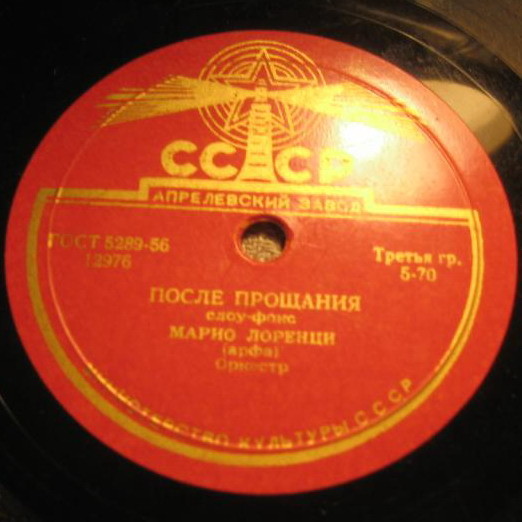 СССР
АПРЕЛЕВСКИЙ ЗАВОД
ГОСТ 5289-56
12976
Третья гр.
5-70
ПОСЛЕ ПРОЩАНИЯ
слоу-фокс
МАРИО ЛОРЕНЦИ
(арфа)
Оркестр
МИНИСТЕРСТВО КУЛЬТУРЫ СССР